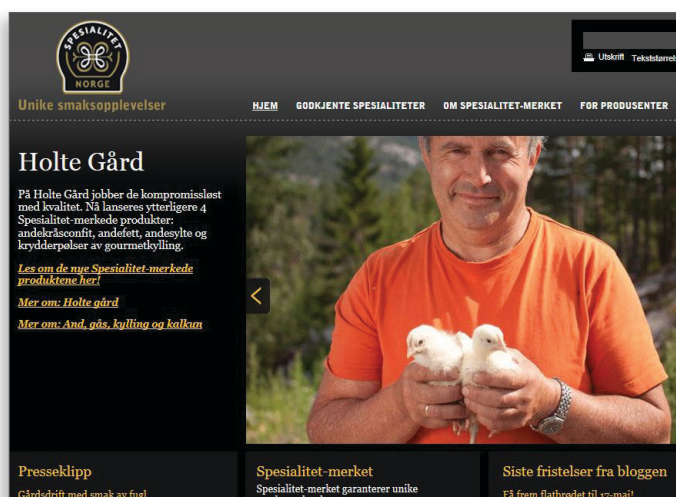 SPESIALITET
NORGE
Unike smaksopplevelser
Utskrift Tekststørrels
HJEM GODKJENTE SPESIALITETER OM SPESIALITET-MERKET FOR PRODUSENTER
Holte Gård
På Holte Gård jobber de kompromissløst
med kvalitet. Nå lanseres ytterligere 4
Spesialitet-merkede produkter:
andekråsconfit, andefett, andesylte og
krydderpølser av gourmetkylling.
Les om de nye Spesialitet-merkede
produktene her!
Mer om: Holte gård
Mer om: And, gås, kylling og kalkun
Presseklipp
Gårdsdrift med smak av fugl
Spesialitet-merket
Spesialitet-merket garanterer unike
Siste fristelser fra bloggen
Få frem flatbrødet til 17-mai!